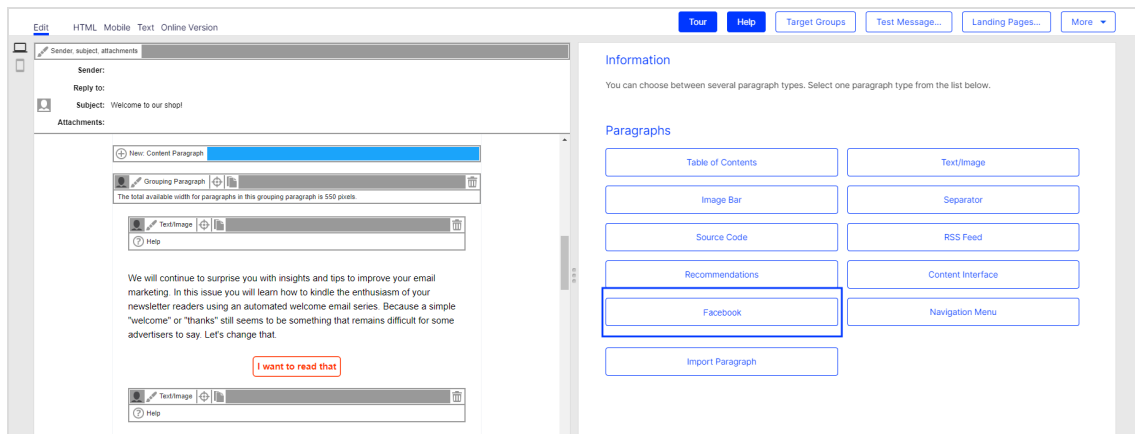 Edit HTML Mobile Text Online Version
Tour Help Target Groups Test Message... Landing Pages... More
Sender, subject, attachments
Sender:
Reply to:
Subject: Welcome to our shop!
Attachments:
New: Content Paragraph
Grouping Paragraph
The total available width for paragraphs in this grouping paragraph is 550 pixels.
Text/Image
Help
We will continue to surprise you with insights and tips to improve your email
marketing. In this issue you will learn how to kindle the enthusiasm of your
newsletter readers using an automated welcome email series. Because a simple
"welcome" or "thanks" still seems to be something that remains difficult for some
advertisers to say. Let's change that.
I want to read that
Text/Image
Help
Information
You can choose between several paragraph types. Select one paragraph type from the list below.
Paragraphs
Table of Contents Text/Image
Image Bar Separator
Source Code RSS Feed
Recommendations Content Interface
Facebook Navigation Menu
Import Paragraph